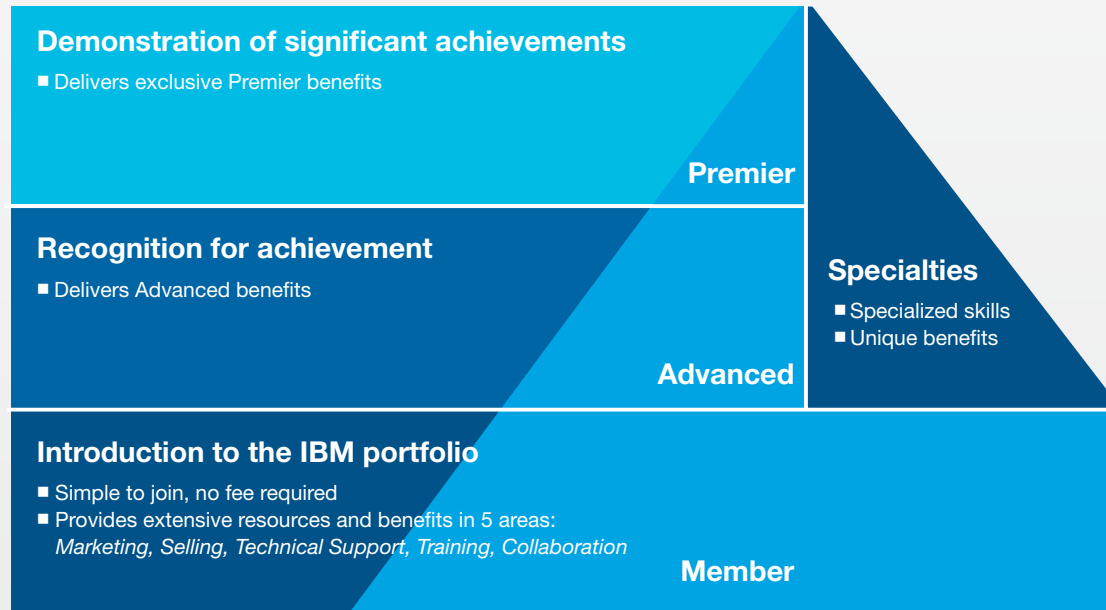 Demonstration of significant achievements
■ Delivers exclusive Premier benefits
Premier
Recognition for achievement
■ Delivers Advanced benefits
Advanced
Specialties
■ Specialized skills
■ Unique benefits
Introduction to the IBM portfolio
■ Simple to join, no fee required
■ Provides extensive resources and benefits in 5 areas:
Marketing, Selling, Technical Support, Training, Collaboration
Member